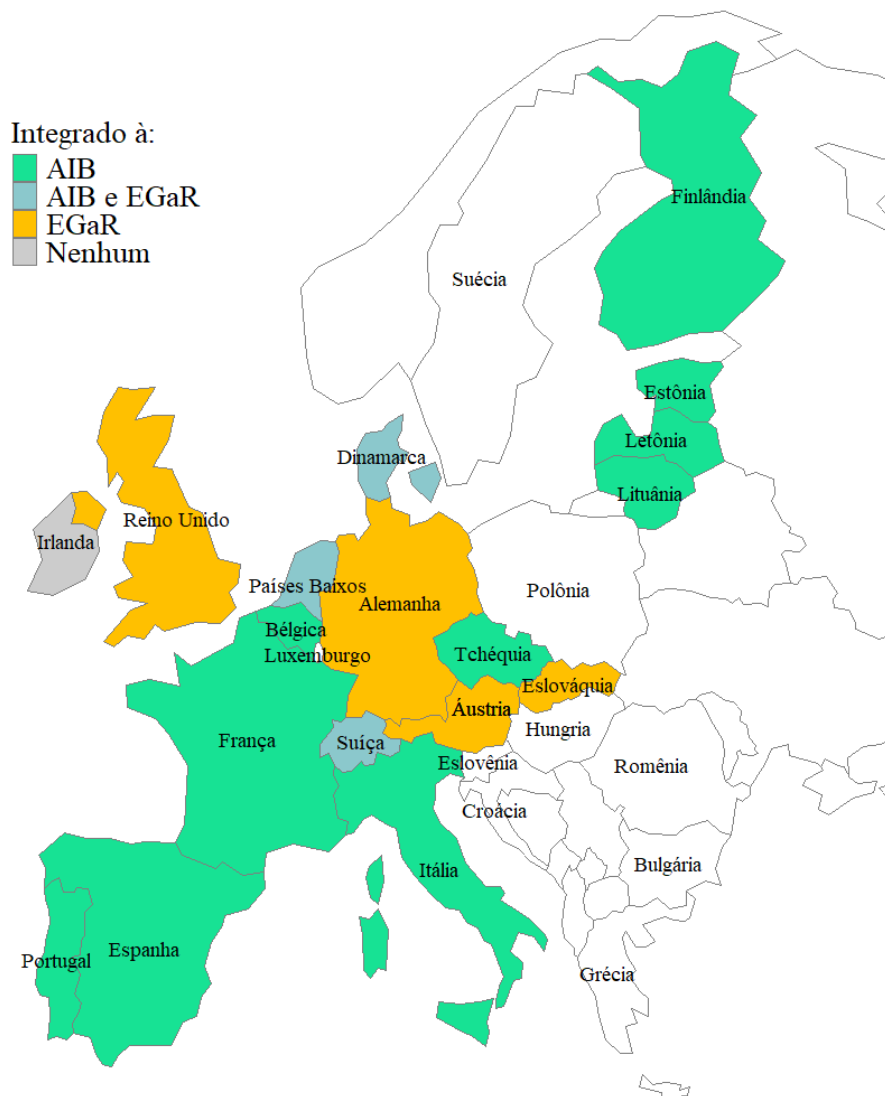 Integrado à:
AIB
AIB e EGaR
EGaR
Nenhum
Finlândia
Suécia
Estônia
Letônia
Dinamarca
Lituânia
Reino Unido
Irlanda
Países Baixos
Polônia
Alemanha
Bélgica
Luxemburgo
Tchéquia
Eslováquia
Áustria
Hungria
França
Suíça
Eslovênia
Romênia
Croácia
Bulgária
Itália
Espanha
Portugal
Grécia